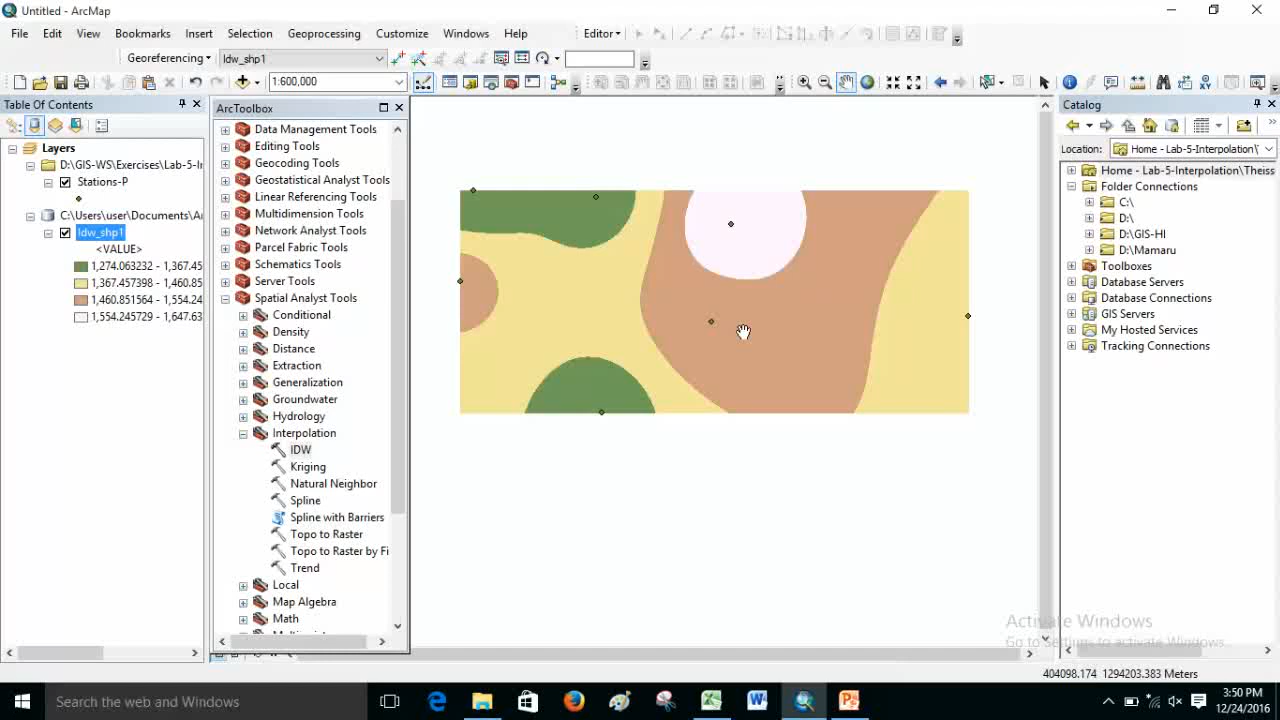 Untitled - ArcMap
File Edit View Bookmarks Insert Selection Geoprocessing Customize Windows Help Editor
Georeferencing Idw_shp1
1:600,000
Table Of Contents
Layers
D:\GIS-WS\Exercises\Lab-5-In
Stations-P
C:\Users\user\Documents\Ar
Idw_shp1
<VALUE>
1,274.063232 - 1,367.45
1,367.457398 - 1,460.85
1,460.851564 - 1,554.24
1,554.245729 - 1,647.63
ArcToolbox
Data Management Tools
Editing Tools
Geocoding Tools
Geostatistical Analyst Tools
Linear Referencing Tools
Multidimension Tools
Network Analyst Tools
Parcel Fabric Tools
Schematics Tools
Server Tools
Spatial Analyst Tools
Conditional
Density
Distance
Extraction
Generalization
Groundwater
Hydrology
Interpolation
IDW
Kriging
Natural Neighbor
Spline
Spline with Barriers
Topo to Raster
Topo to Raster by Fi
Trend
Local
Map Algebra
Math
Catalog
Location: Home - Lab-5-Interpolation\
Home - Lab-5-Interpolation\Theiss
Folder Connections
C:\
D:\
D:\GIS-HI
D:\Mamaru
Toolboxes
Database Servers
Database Connections
GIS Servers
My Hosted Services
Tracking Connections
Activate Windows
Go to Settings to activate Windows.
404098.174 1294203.383 Meters
Search the web and Windows
3:50 PM
12/24/2016